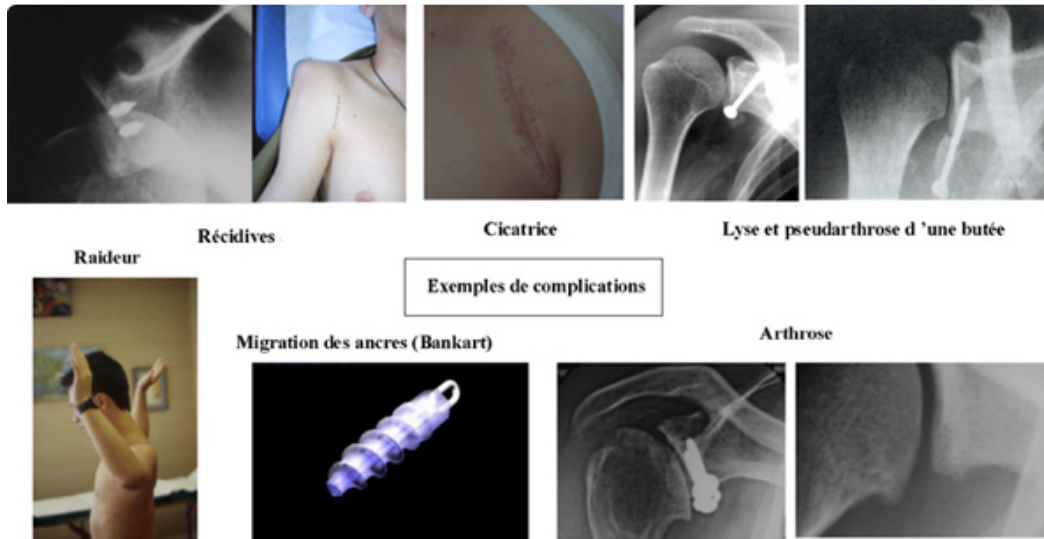 Récidives
Cicatrice
Lyse et pseudarthrose d 'une butée
Raideur
Exemples de complications
Migration des ancres (Bankart)
Arthrose